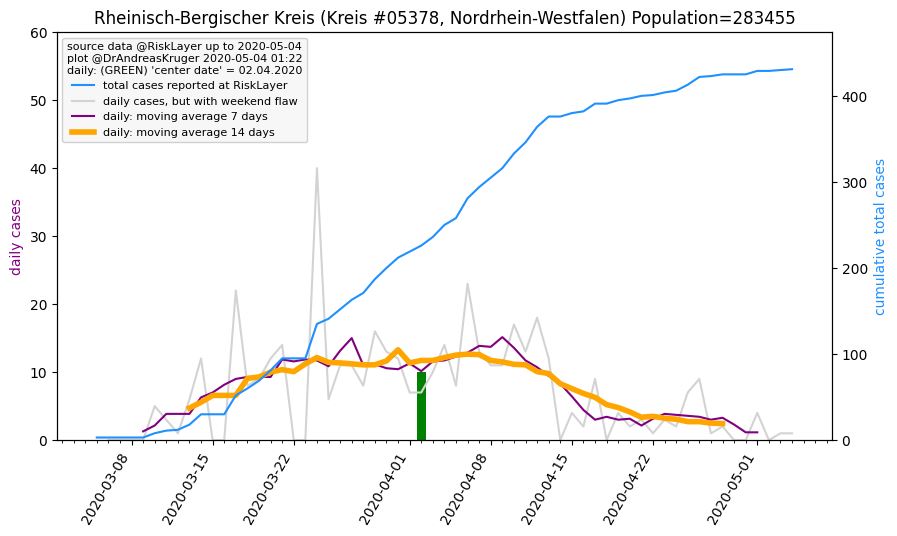 Rheinisch-Bergischer Kreis (Kreis #05378, Nordrhein-Westfalen) Population=283455
source data @RiskLayer up to 2020-05-04
plot @DrAndreasKruger 2020-05-04 01:22
daily: (GREEN) 'center date' = 02.04.2020
total cases reported at RiskLayer
daily cases, but with weekend flaw
daily: moving average 7 days
daily: moving average 14 days
daily cases
60
50
40
30
20
10
0
cumulative total cases
400
300
200
100
0
2020-03-08
2020-03-15
2020-03-22
2020-04-01
2020-04-08
2020-04-15
2020-04-22
2020-05-01